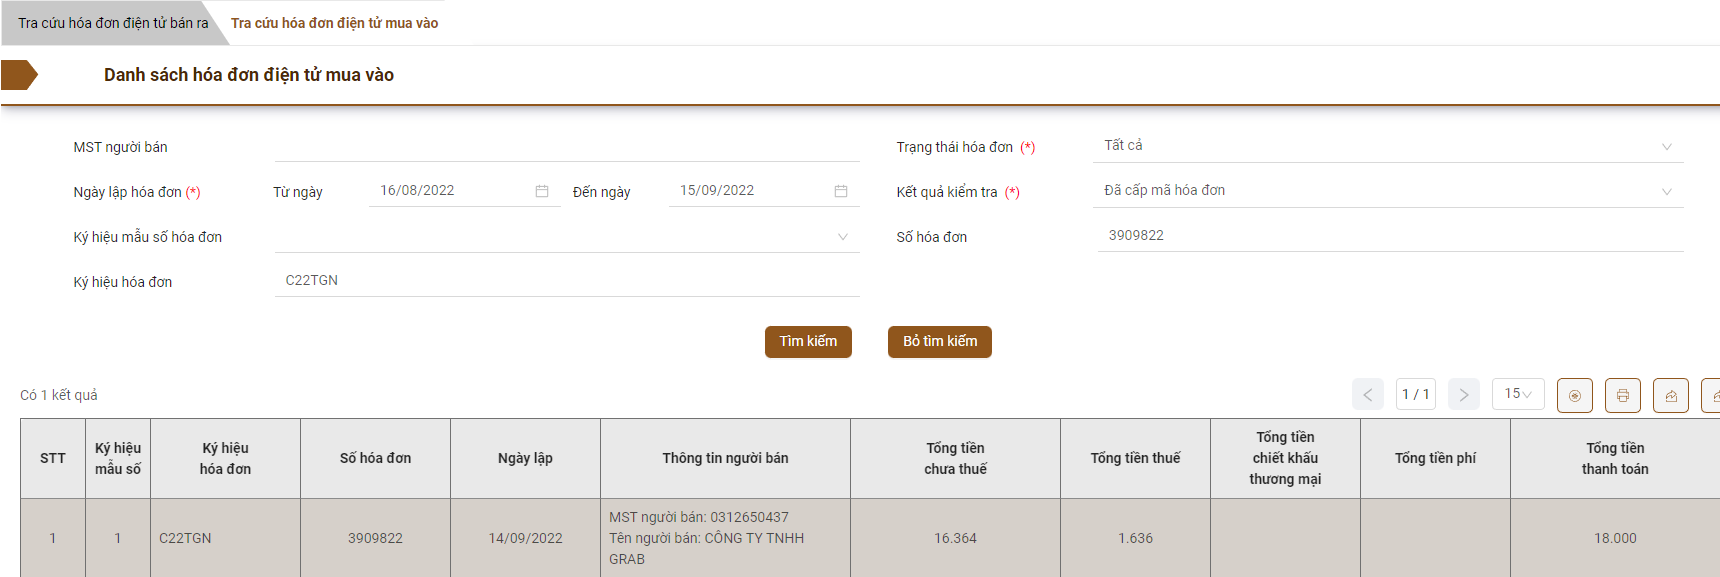 Tra cứu hóa đơn điện tử bán ra
Tra cứu hóa đơn điện tử mua vào
Danh sách hóa đơn điện tử mua vào
MST người bán
Trạng thái hóa đơn (*)
Tất cả
Ngày lập hóa đơn (*)
Từ ngày
16/08/2022
Đến ngày
15/09/2022
Kết quả kiểm tra (*)
Đã cấp mã hóa đơn
Ký hiệu mẫu số hóa đơn
Số hóa đơn
3909822
Ký hiệu hóa đơn
C22TGN
Tìm kiếm
Bỏ tìm kiếm
Có 1 kết quả
1 / 1
15
STT
Ký hiệu
mẫu số
Ký hiệu
hóa đơn
Số hóa đơn
Ngày lập
Thông tin người bán
Tổng tiền
chưa thuế
Tổng tiền thuế
Tổng tiền
chiết khấu
thương mại
Tổng tiền phí
Tổng tiền
thanh toán
1
1
C22TGN
3909822
14/09/2022
MST người bán: 0312650437
Tên người bán: CÔNG TY TNHH
GRAB
16.364
1.636
18.000